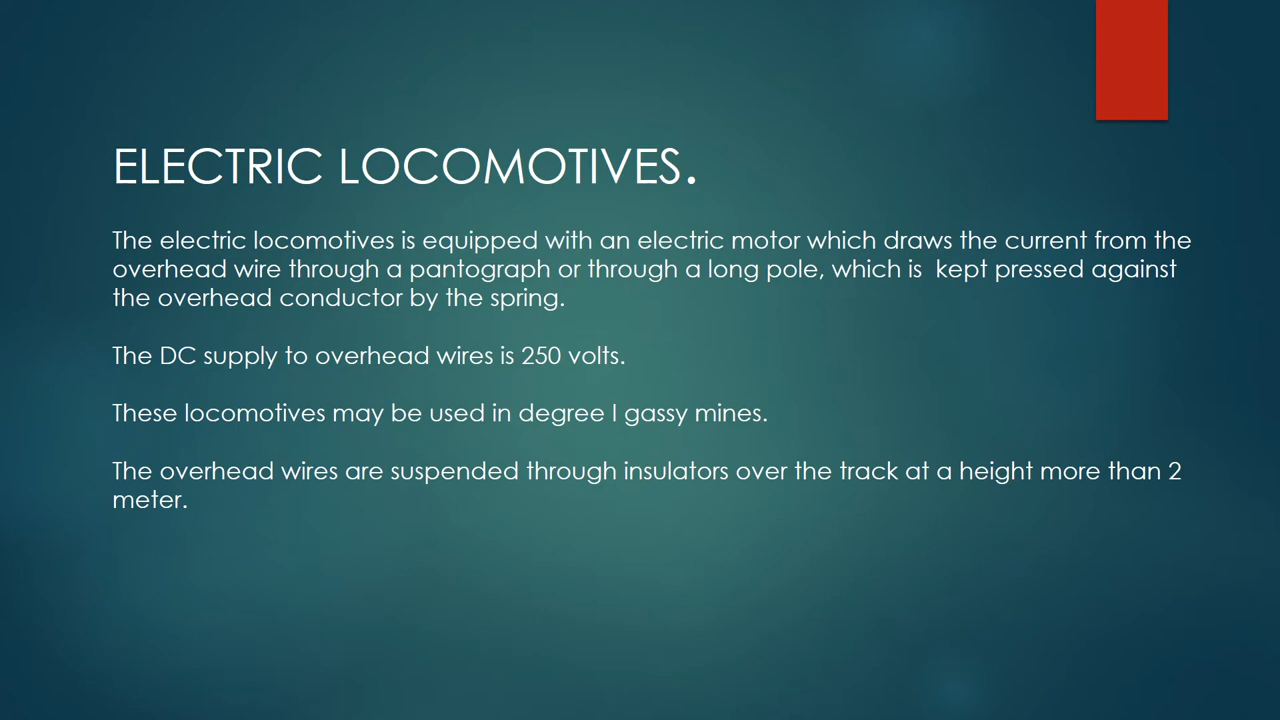 ELECTRIC LOCOMOTIVES.
The electric locomotives is equipped with an electric motor which draws the current from the
overhead wire through a pantograph or through a long pole, which is  kept pressed against
the overhead conductor by the spring.
The DC supply to overhead wires is 250 volts.
These locomotives may be used in degree I gassy mines.
The overhead wires are suspended through insulators over the track at a height more than 2
meter.